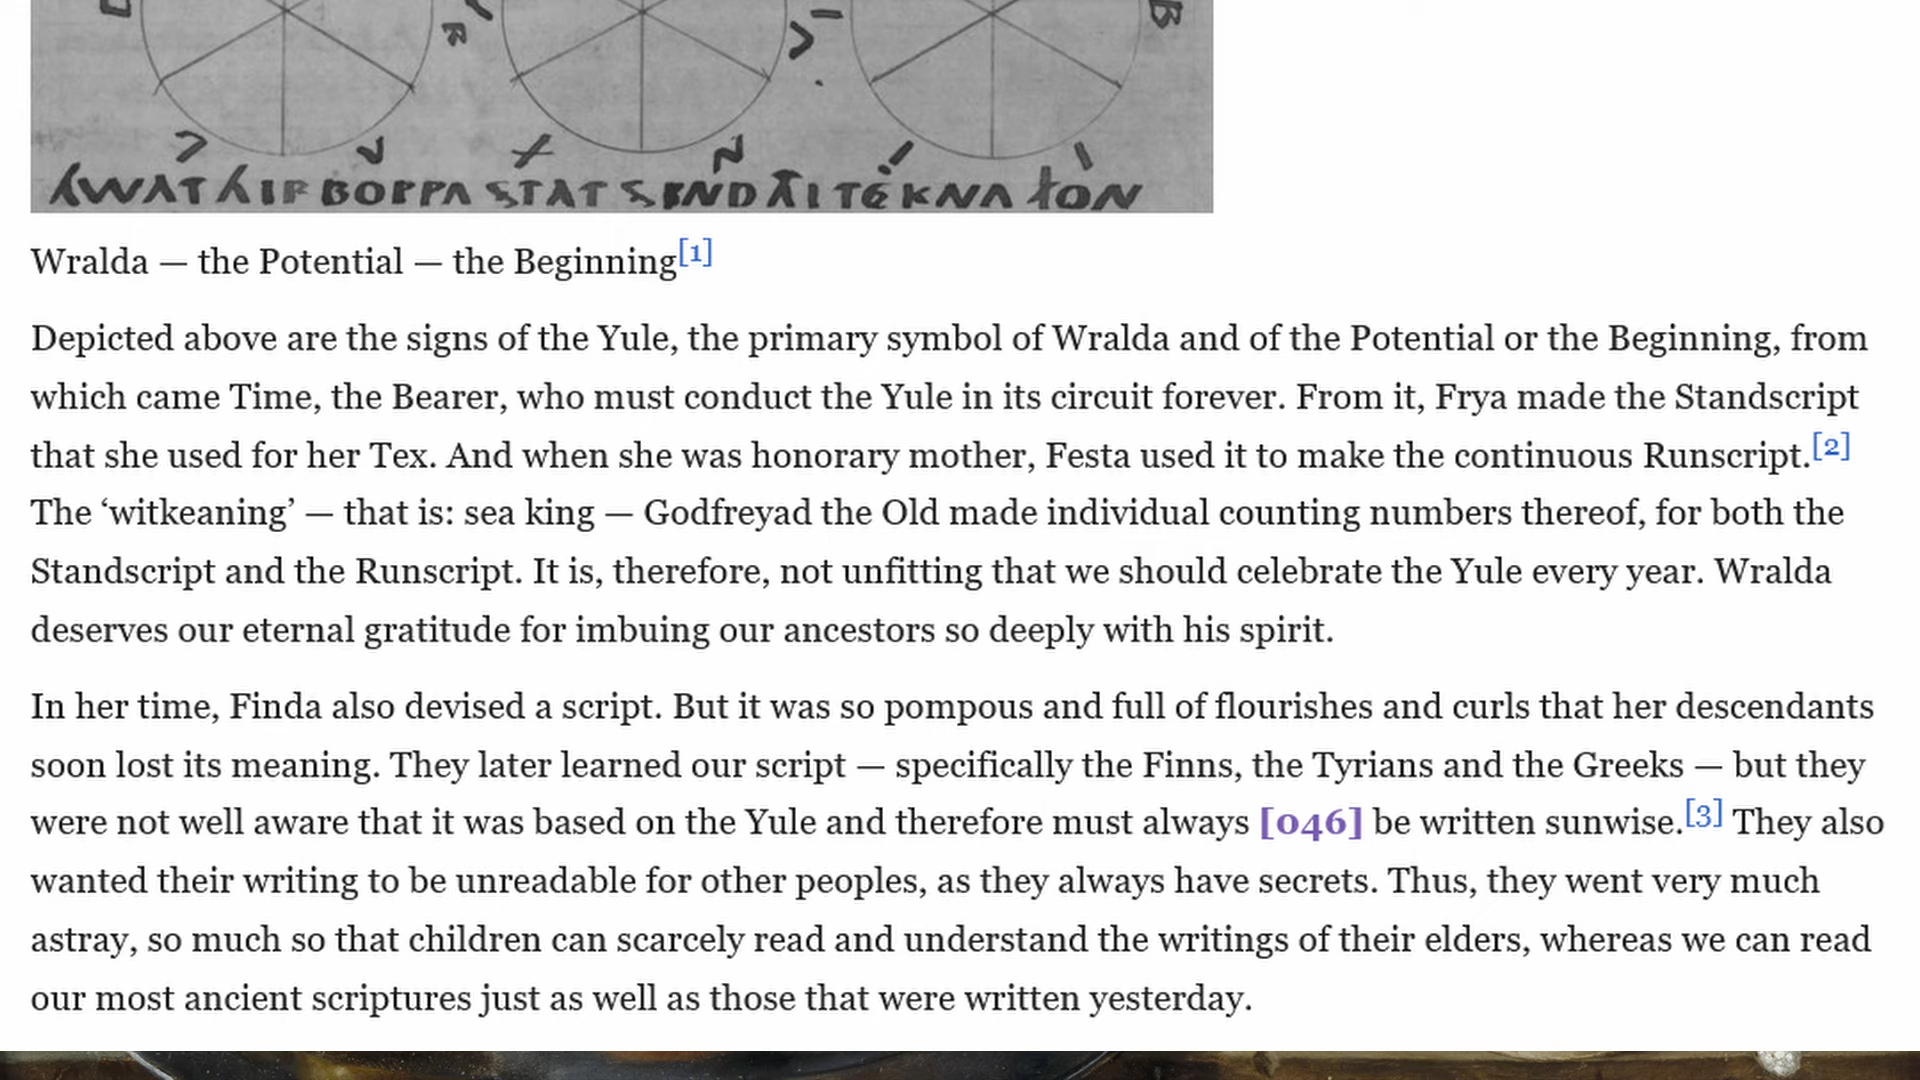 WRALDA
Wralda — the Potential — the Beginning[1]
Depicted above are the signs of the Yule, the primary symbol of Wralda and of the Potential or the Beginning, from
which came Time, the Bearer, who must conduct the Yule in its circuit forever. From it, Frya made the Standscript
that she used for her Tex. And when she was honorary mother, Festa used it to make the continuous Runscript.[2]
The ‘witkeaning’ — that is: sea king — Godfreyad the Old made individual counting numbers thereof, for both the
Standscript and the Runscript. It is, therefore, not unfitting that we should celebrate the Yule every year. Wralda
deserves our eternal gratitude for imbuing our ancestors so deeply with his spirit.
In her time, Finda also devised a script. But it was so pompous and full of flourishes and curls that her descendants
soon lost its meaning. They later learned our script — specifically the Finns, the Tyrians and the Greeks — but they
were not well aware that it was based on the Yule and therefore must always [046] be written sunwise.[3] They also
wanted their writing to be unreadable for other peoples, as they always have secrets. Thus, they went very much
astray, so much so that children can scarcely read and understand the writings of their elders, whereas we can read
our most ancient scriptures just as well as those that were written yesterday.